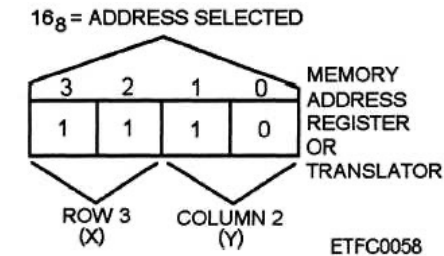 16₈ = ADDRESS SELECTED
3 2 1 0
1 1 1 0
MEMORY
ADDRESS
REGISTER
OR
TRANSLATOR
ROW 3
(X)
COLUMN 2
(Y)
ETFC0058